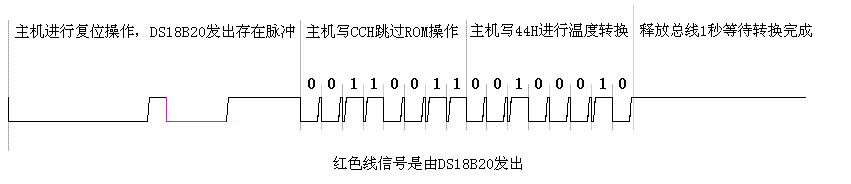 主机进行复位操作，DS18B20发出存在脉冲 主机写CCH跳过ROM操作 主机写44H进行温度转换 释放总线1秒等待转换完成
0 0 1 1 0 0 1 1 0 0 1 0 0 0 1 0
红色线信号是由DS18B20发出